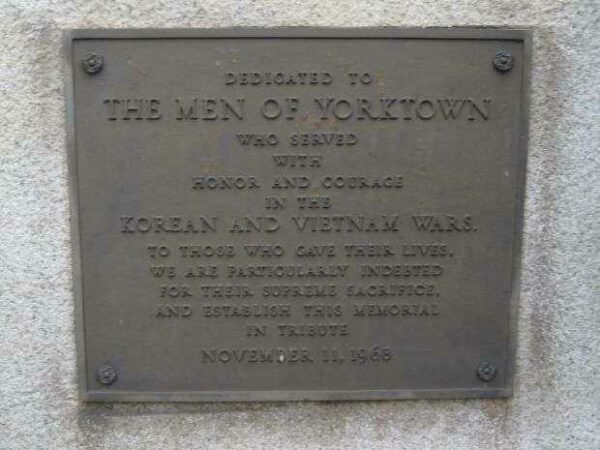 DEDICATED TO
THE MEN OF YORKTOWN
WHO SERVED
WITH
HONOR AND COURAGE
IN THE
KOREAN AND VIETNAM WARS.
TO THOSE WHO GAVE THEIR LIVES,
WE ARE PARTICULARLY INDEBTED
FOR THEIR SUPREME SACRIFICE,
AND ESTABLISH THIS MEMORIAL
IN TRIBUTE
NOVEMBER 11, 1968